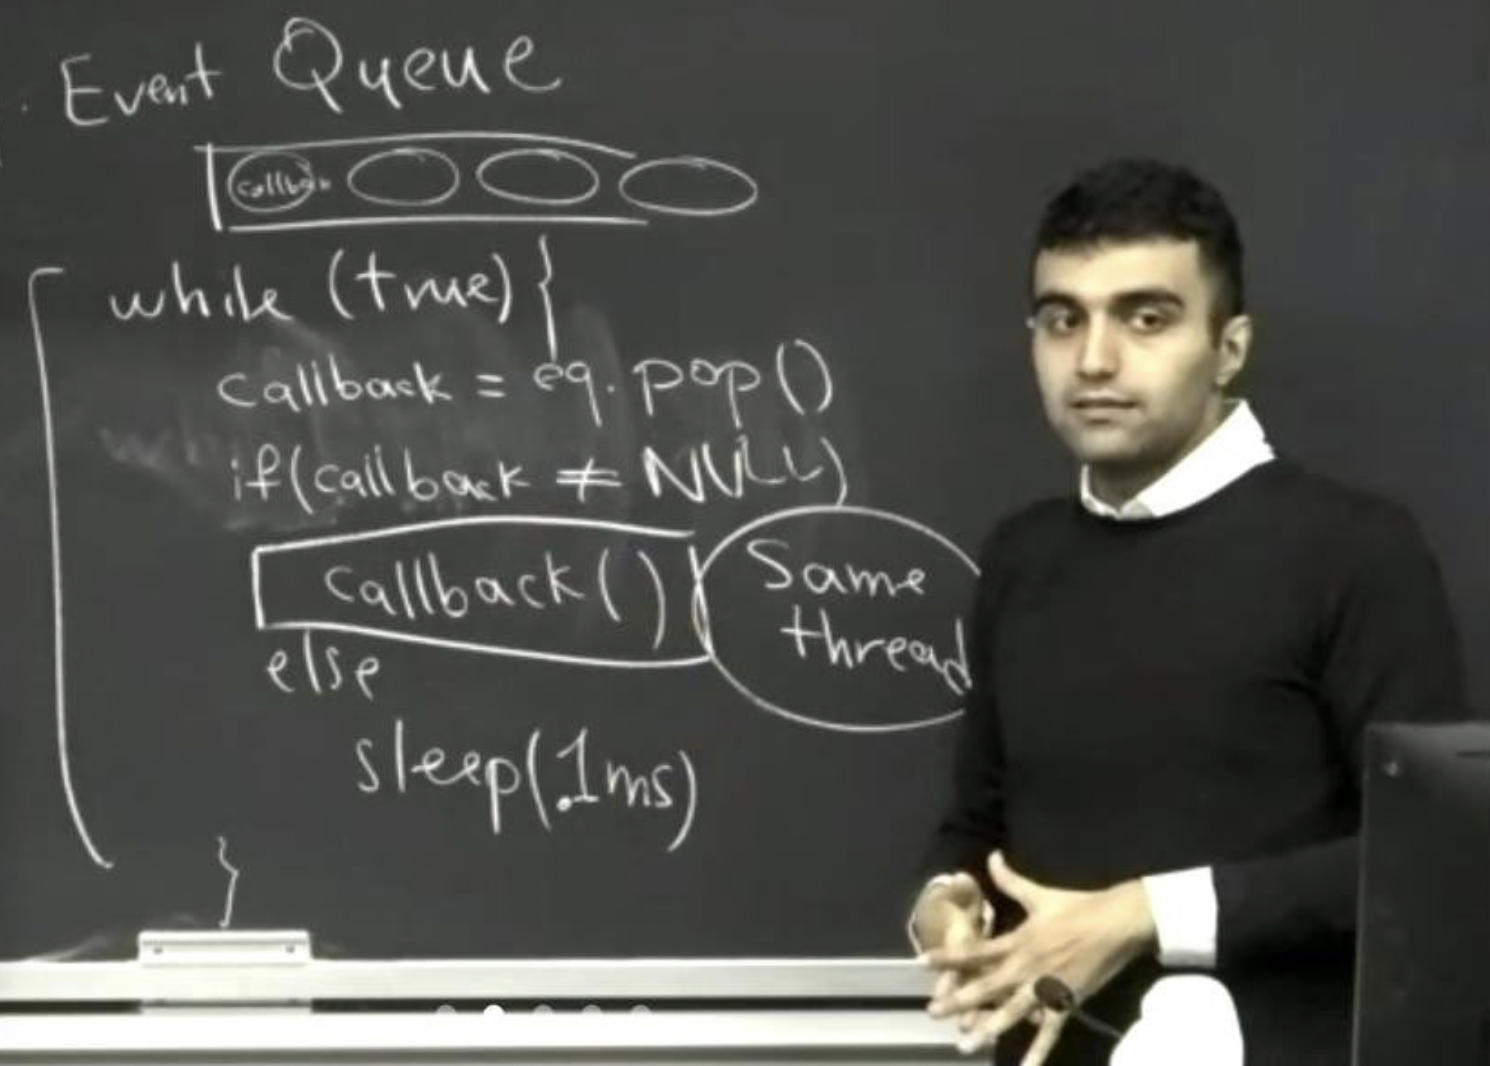 Event Queue
callback
while (true) {
callback = eq.pop()
if(callback ≠ NULL)
callback()
Same
thread
else
sleep(.1ms)
}